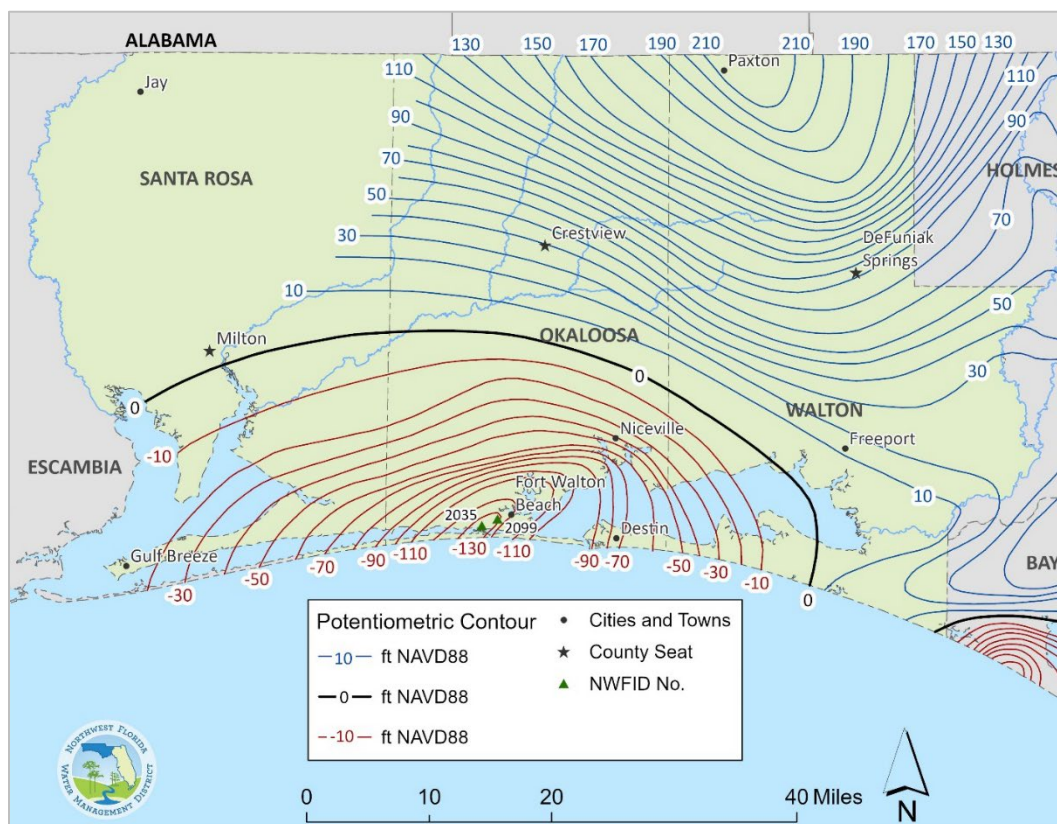 ALABAMA
130 150 170 190 210 210 190 170 150 130
Paxton
Jay
110
110
90
90
SANTA ROSA
HOLMES
70
50
70
Crestview
30
DeFuniak
Springs
10
50
Milton
OKALOOSA
0
0
30
WALTON
Niceville
Freeport
-10
ESCAMBIA
Fort Walton
Beach
10
2035
2099
Destin
-130 -110
-110
-90
-90 -70
-70
-50
-50
-30
-30
-10
Gulf Breeze
BAY
0
Potentiometric Contour
10 ft NAVD88
0 ft NAVD88
-10 ft NAVD88
Cities and Towns
County Seat
NWFID No.
NORTHWEST FLORIDA
WATER MANAGEMENT DISTRICT
0 10 20 40 Miles
N